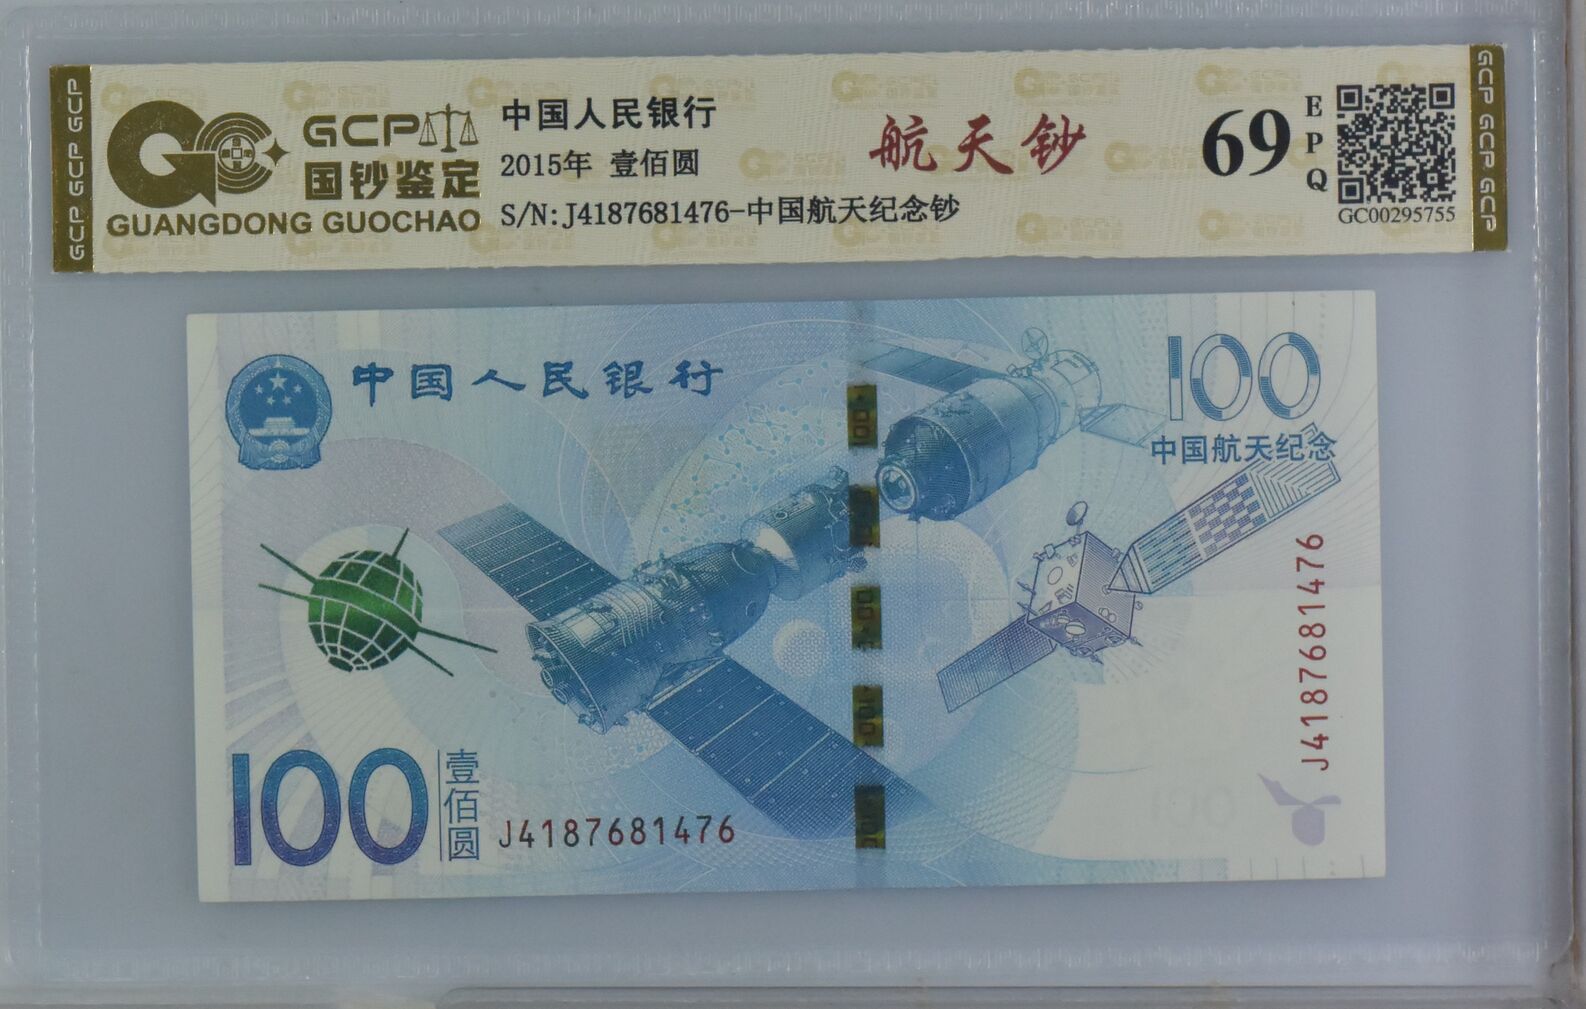 GCP GCP GCP
GCP
国钞鉴定
GUANGDONG GUOCHAO
中国人民银行
2015年 壹佰圆
S/N:J4187681476-中国航天纪念钞
航天钞
69
EPQ
GC00295755
GCP GCP GCP
中国人民银行
100
中国航天纪念
J4187681476
100
壹佰圆
J4187681476